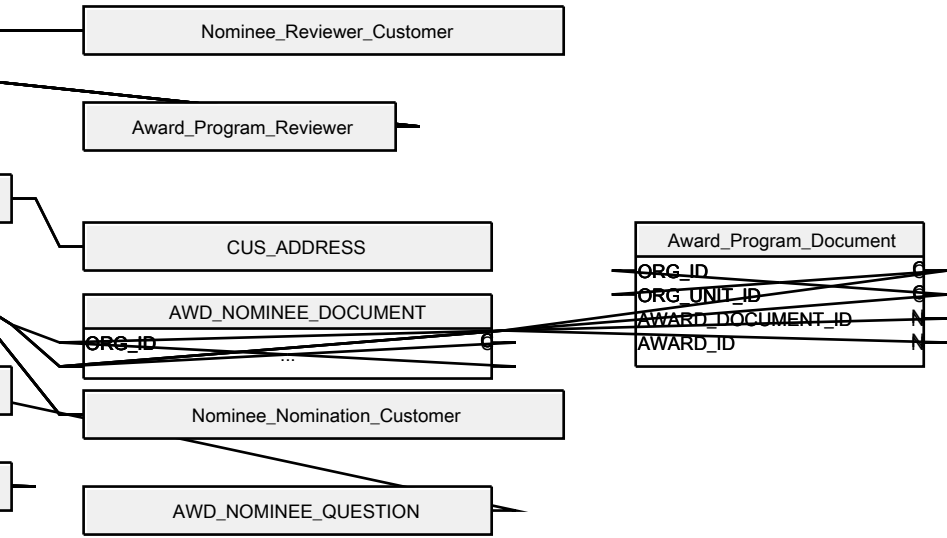 Nominee_Reviewer_Customer
Award_Program_Reviewer
CUS_ADDRESS
AWD_NOMINEE_DOCUMENT
ORG_ID C
...
Nominee_Nomination_Customer
AWD_NOMINEE_QUESTION
Award_Program_Document
ORG_ID C
ORG_UNIT_ID C
AWARD_DOCUMENT_ID N
AWARD_ID N